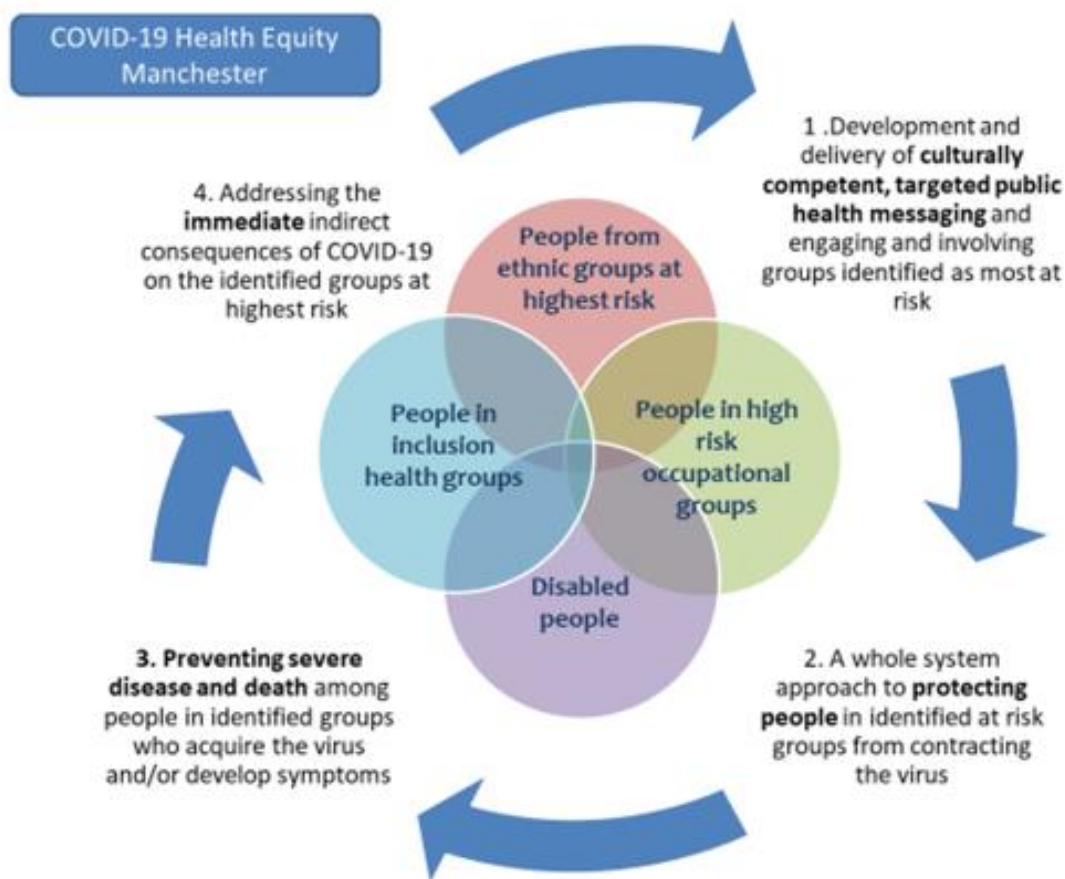 COVID-19 Health Equity
Manchester
1 .Development and
delivery of culturally
competent, targeted public
health messaging and
engaging and involving
groups identified as most at
risk
4. Addressing the
immediate indirect
consequences of COVID-19
on the identified groups at
highest risk
People from
ethnic groups at
highest risk
People in
inclusion
health groups
People in high
risk
occupational
groups
Disabled
people
3. Preventing severe
disease and death among
people in identified groups
who acquire the virus
and/or develop symptoms
2. A whole system
approach to protecting
people in identified at risk
groups from contracting
the virus